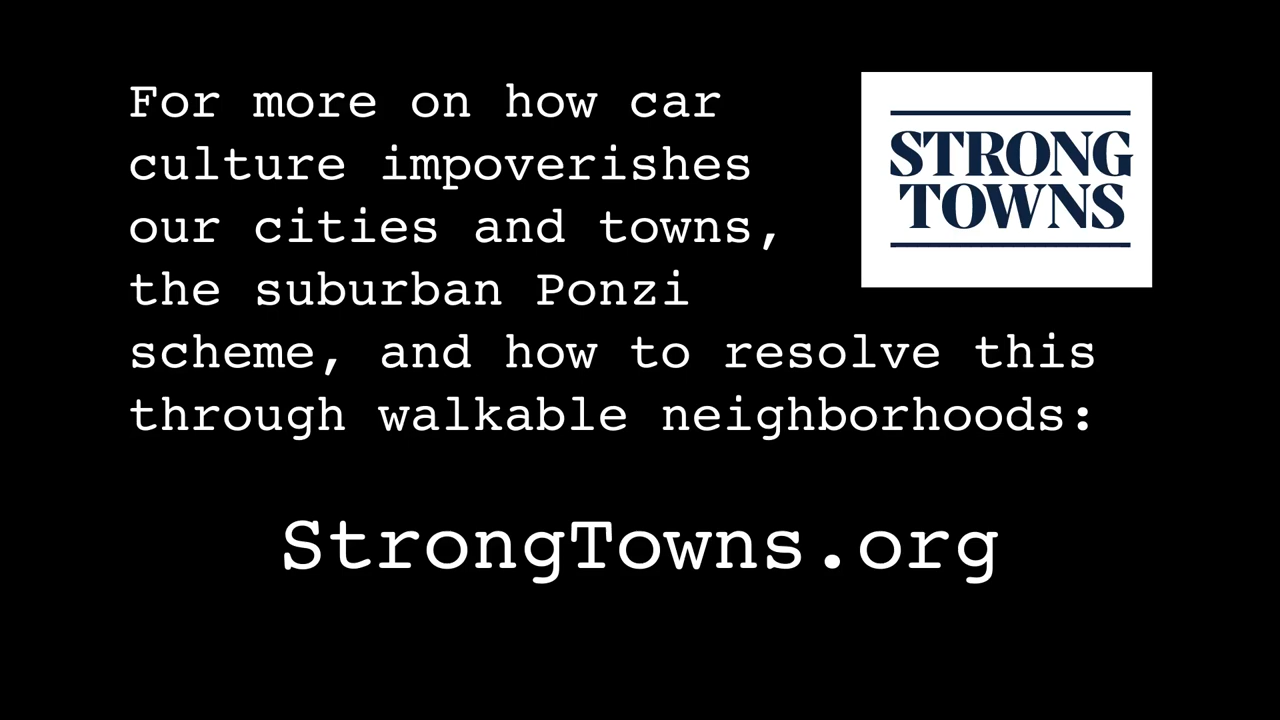 For more on how car
culture impoverishes
our cities and towns,
the suburban Ponzi
scheme, and how to resolve this
through walkable neighborhoods:
STRONG
TOWNS
StrongTowns.org